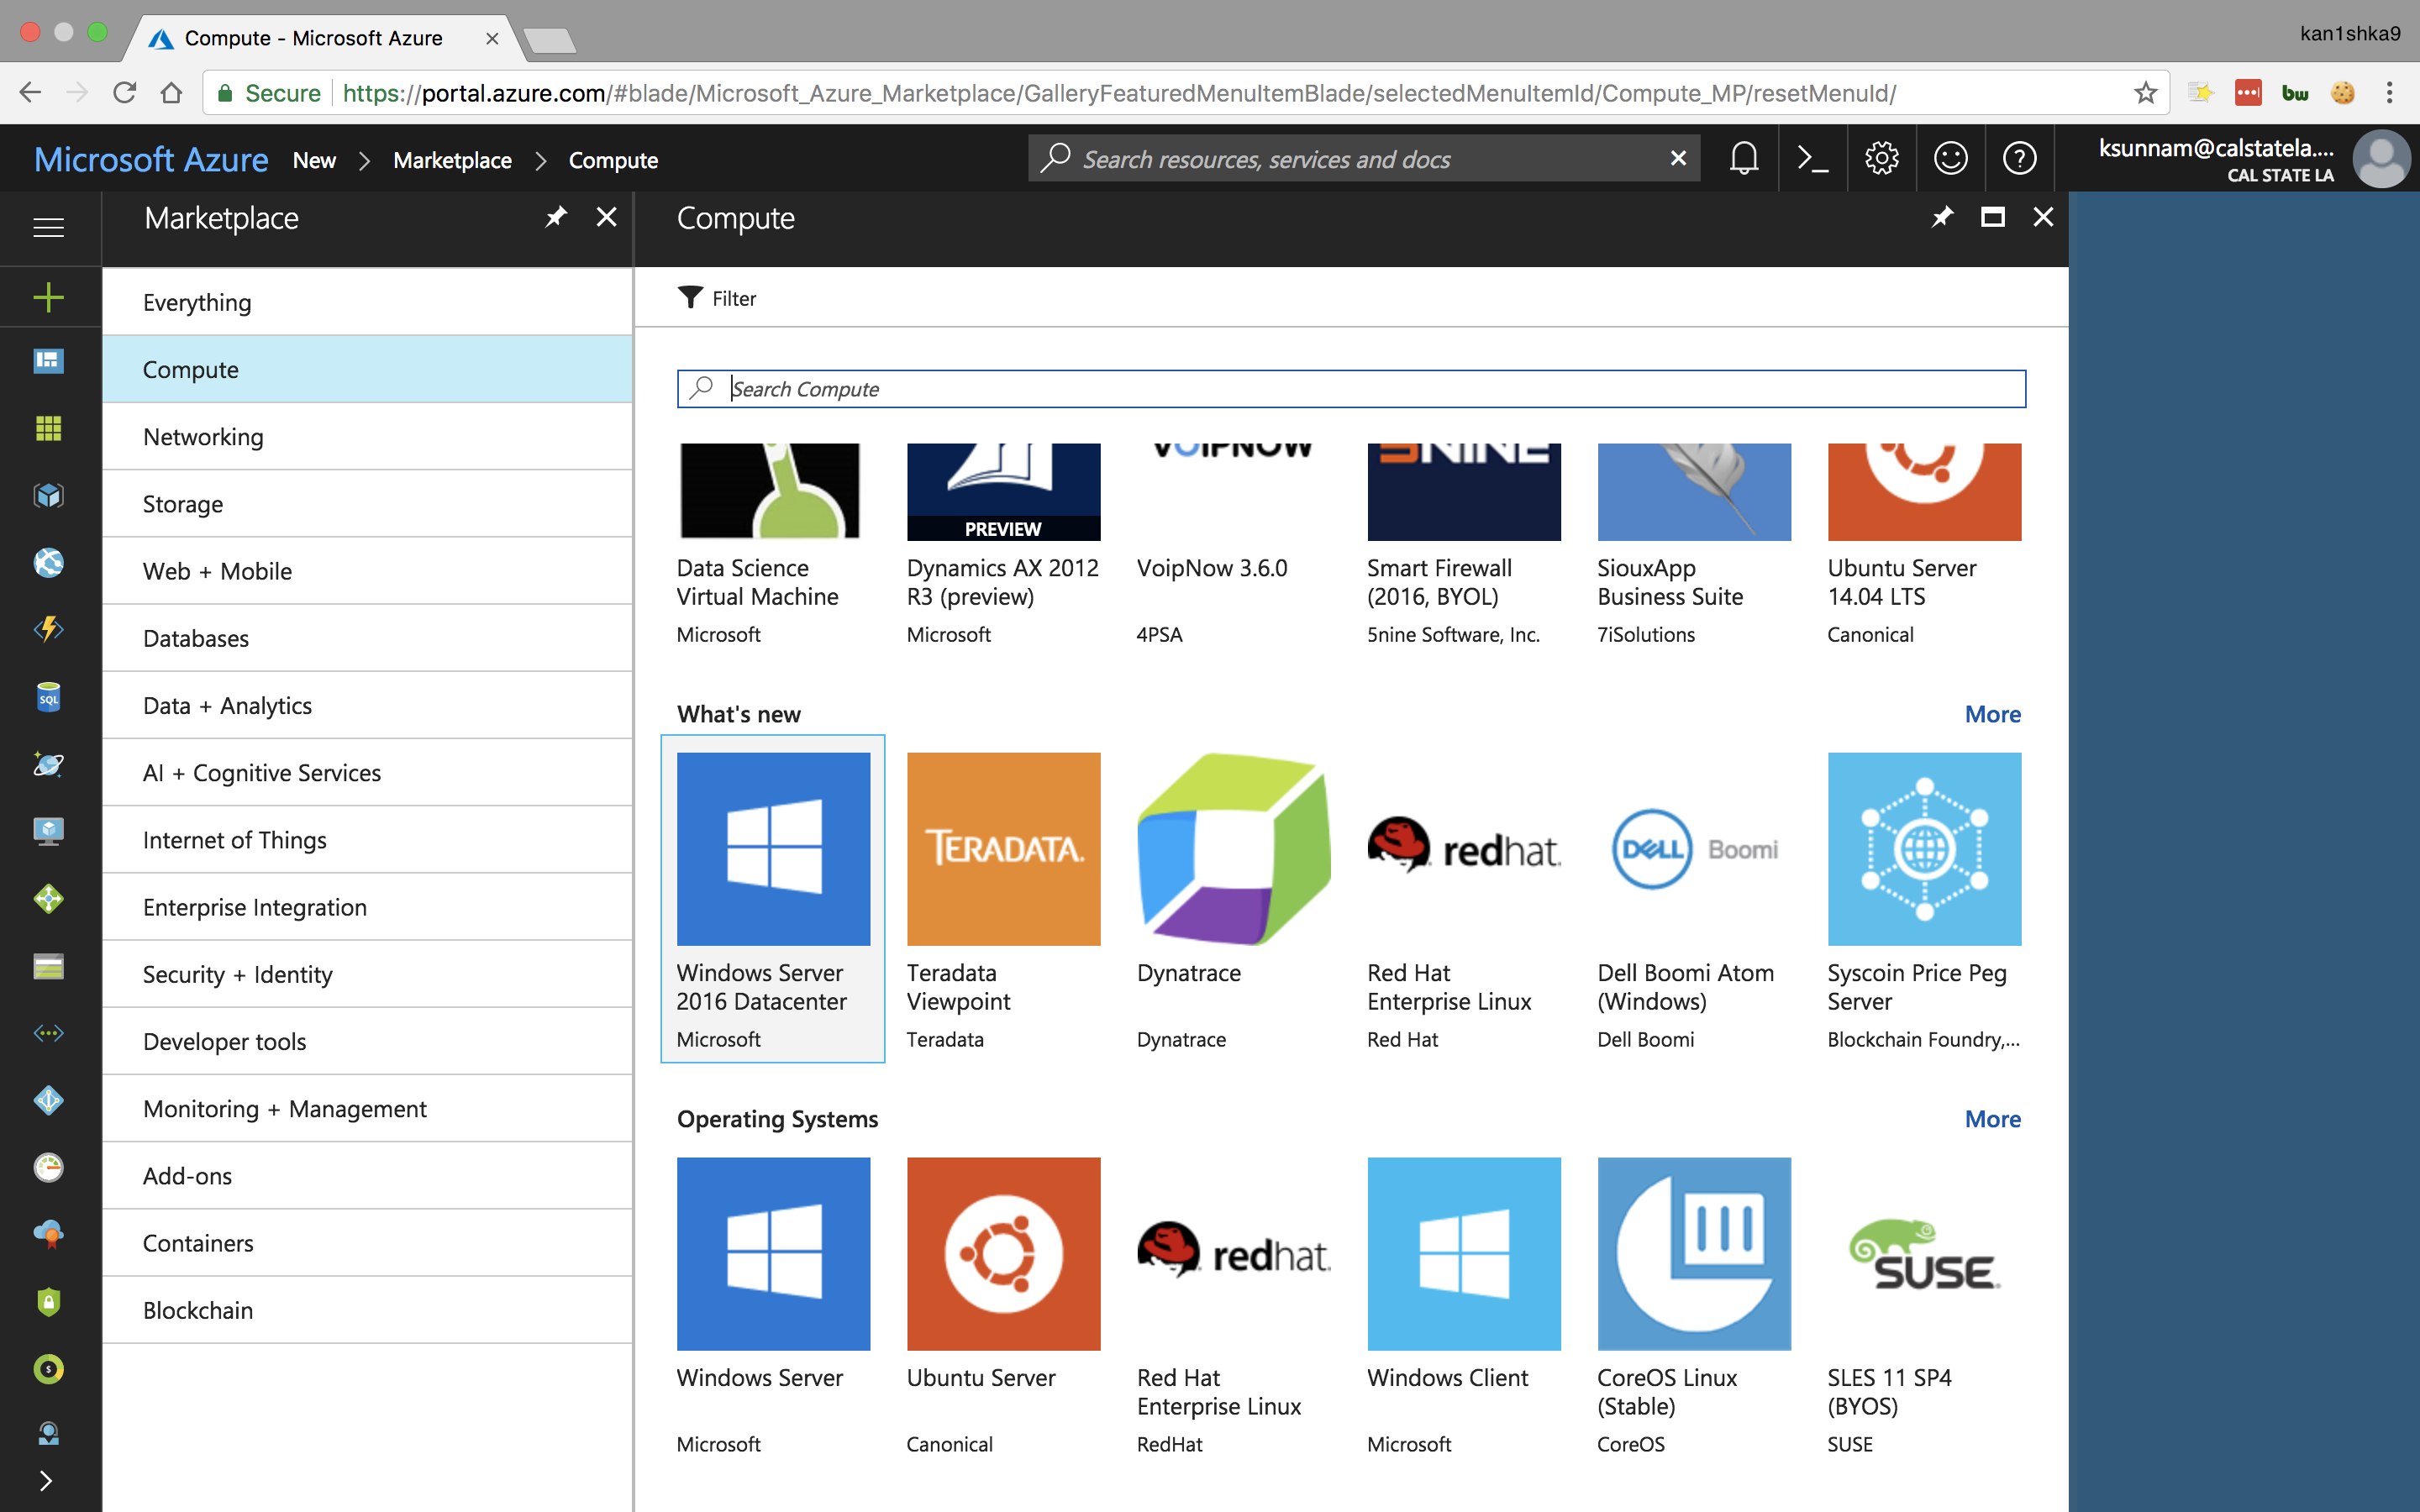 Compute - Microsoft Azure
kan1shka9
Secure
https://portal.azure.com/#blade/Microsoft_Azure_Marketplace/GalleryFeaturedMenuItemBlade/selectedMenuItemId/Compute_MP/resetMenuId/
bw
Microsoft Azure New Marketplace Compute
Search resources, services and docs
ksunnam@calstatela....
CAL STATE LA
Marketplace
Everything
Compute
Networking
Storage
Web + Mobile
Databases
Data + Analytics
SQL
AI + Cognitive Services
Internet of Things
Enterprise Integration
Security + Identity
Developer tools
Monitoring + Management
Add-ons
Containers
Blockchain
Compute
Filter
Search Compute
VOIPNOW
5NINE
PREVIEW
Data Science Virtual Machine
Microsoft
Dynamics AX 2012 R3 (preview)
Microsoft
VoipNow 3.6.0
4PSA
Smart Firewall (2016, BYOL)
5nine Software, Inc.
SiouxApp Business Suite
7iSolutions
Ubuntu Server 14.04 LTS
Canonical
What's new
More
TERADATA.
redhat.
DELL Boomi
Windows Server 2016 Datacenter
Microsoft
Teradata Viewpoint
Teradata
Dynatrace
Dynatrace
Red Hat Enterprise Linux
Red Hat
Dell Boomi Atom (Windows)
Dell Boomi
Syscoin Price Peg Server
Blockchain Foundry,...
Operating Systems
More
redhat.
SUSE.
Windows Server
Microsoft
Ubuntu Server
Canonical
Red Hat Enterprise Linux
RedHat
Windows Client
Microsoft
CoreOS Linux (Stable)
CoreOS
SLES 11 SP4 (BYOS)
SUSE